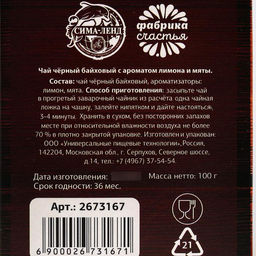 СИМА-ЛЕНД
фабрика
счастья
Чай чёрный байховый с ароматом лимона и мяты.
Состав: чай чёрный байховый, ароматизаторы:
лимон, мята. Способ приготовления: засыпьте чай
в прогретый заварочный чайник из расчёта одна чайная
ложка на чашку, залейте кипятком и дайте настояться
3-4 минуты. Хранить в сухом, без посторонних запахов
месте при относительной влажности воздуха не более
70 % в плотно закрытой упаковке. Изготовлено и упаковано:
ООО «Универсальные пищевые технологии», Россия,
142204, Московская обл. г. Серпухов, Северное шоссе,
д.14, тел.: +7 (4967) 37-54-54.
Дата изготовления:
Масса нетто: 100 г
Срок годности: 36 мес.
Арт.: 2673167
6 900026 731671
21